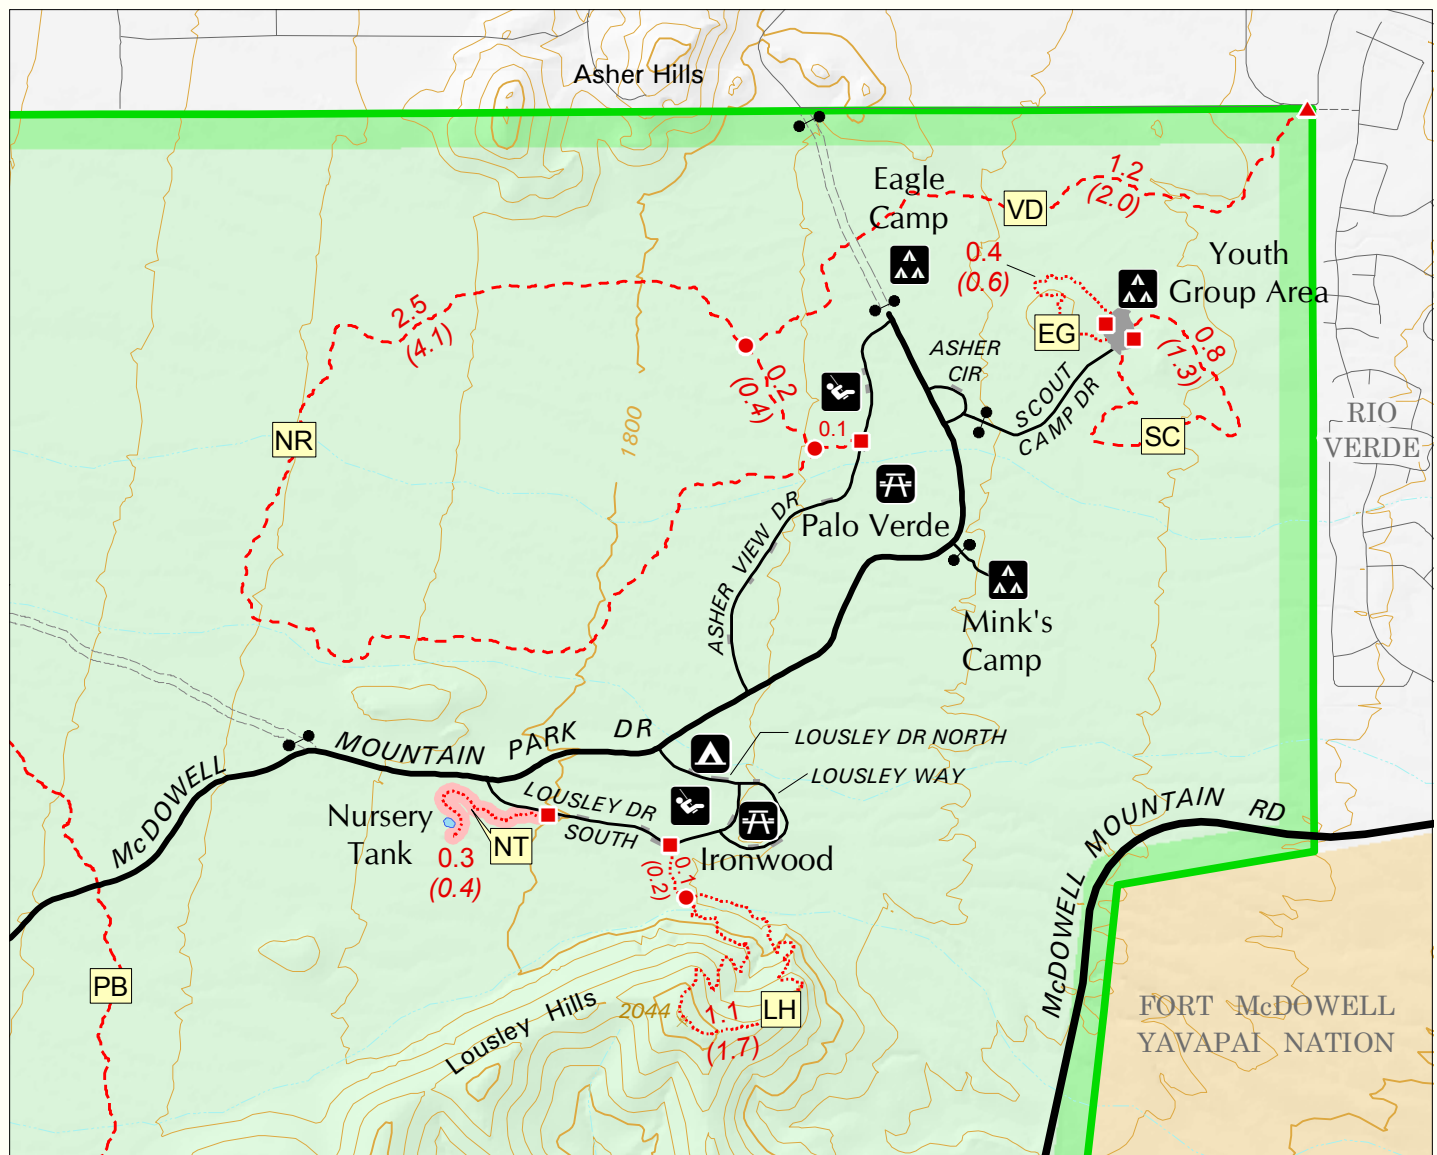 Asher Hills
Eagle
Camp
1.2
(2.0)
VD
0.4
(0.6)
Youth
Group Area
EG
0.8
(1.3)
SC
2.5
(4.1)
NR
0.2
(0.4)
0.1
1800
ASHER
CIR
SCOUT
CAMP DR
RIO
VERDE
Palo Verde
ASHER VIEW DR
Mink's
Camp
McDOWELL MOUNTAIN PARK DR
LOUSLEY DR NORTH
LOUSLEY WAY
LOUSLEY DR
SOUTH
Nursery
Tank
NT
0.3
(0.4)
Ironwood
0.1
(0.2)
McDOWELL MOUNTAIN RD
PB
Lousley Hills
2044
1.1
(1.7)
LH
FORT McDOWELL
YAVAPAI NATION